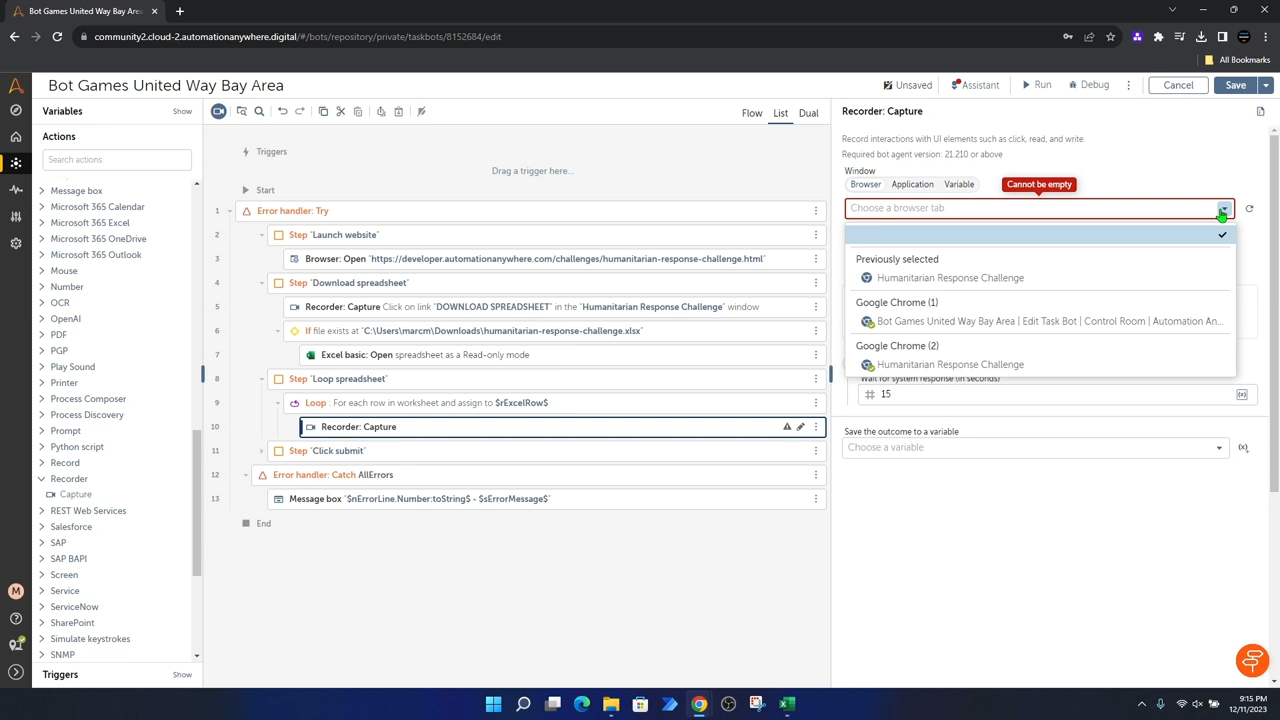 Bot Games United Way Bay Area
community2.cloud-2.automationanywhere.digital/#/bots/repository/private/taskbots/8152684/edit
All Bookmarks
Bot Games United Way Bay Area
Unsaved
Assistant
Run
Debug
Cancel
Save
Variables
Show
Actions
Search actions
Message box
Microsoft 365 Calendar
Microsoft 365 Excel
Microsoft 365 OneDrive
Microsoft 365 Outlook
Mouse
Number
OCR
OpenAI
PDF
PGP
Play Sound
Printer
Process Composer
Process Discovery
Prompt
Python script
Record
Recorder
Capture
REST Web Services
Salesforce
SAP
SAP BAPI
Screen
Service
ServiceNow
SharePoint
Simulate keystrokes
SNMP
Triggers
Show
M
Flow
List
Dual
Triggers
Drag a trigger here...
Start
1 Error handler: Try
2 Step "Launch website"
3 Browser: Open "https://developer.automationanywhere.com/challenges/humanitarian-response-challenge.html"
4 Step "Download spreadsheet"
5 Recorder: Capture Click on link "DOWNLOAD SPREADSHEET" in the "Humanitarian Response Challenge" window
6 If file exists at "C:\Users\marcm\Downloads\humanitarian-response-challenge.xlsx"
7 Excel basic: Open spreadsheet as a Read-only mode
8 Step "Loop spreadsheet"
9 Loop : For each row in worksheet and assign to $rExcelRow$
10 Recorder: Capture
11 Step "Click submit"
12 Error handler: Catch AllErrors
13 Message box "$nErrorLine.Number:toString$ - $sErrorMessage$"
End
Recorder: Capture
Record interactions with UI elements such as click, read, and write.
Required bot agent version: 21.210 or above
Window
Browser
Application
Variable
Cannot be empty
Choose a browser tab
Previously selected
Humanitarian Response Challenge
Google Chrome (1)
Bot Games United Way Bay Area | Edit Task Bot | Control Room | Automation An...
Google Chrome (2)
Humanitarian Response Challenge
Wait for system response (in seconds)
15
Save the outcome to a variable
Choose a variable
(x)
9:15 PM
12/11/2023